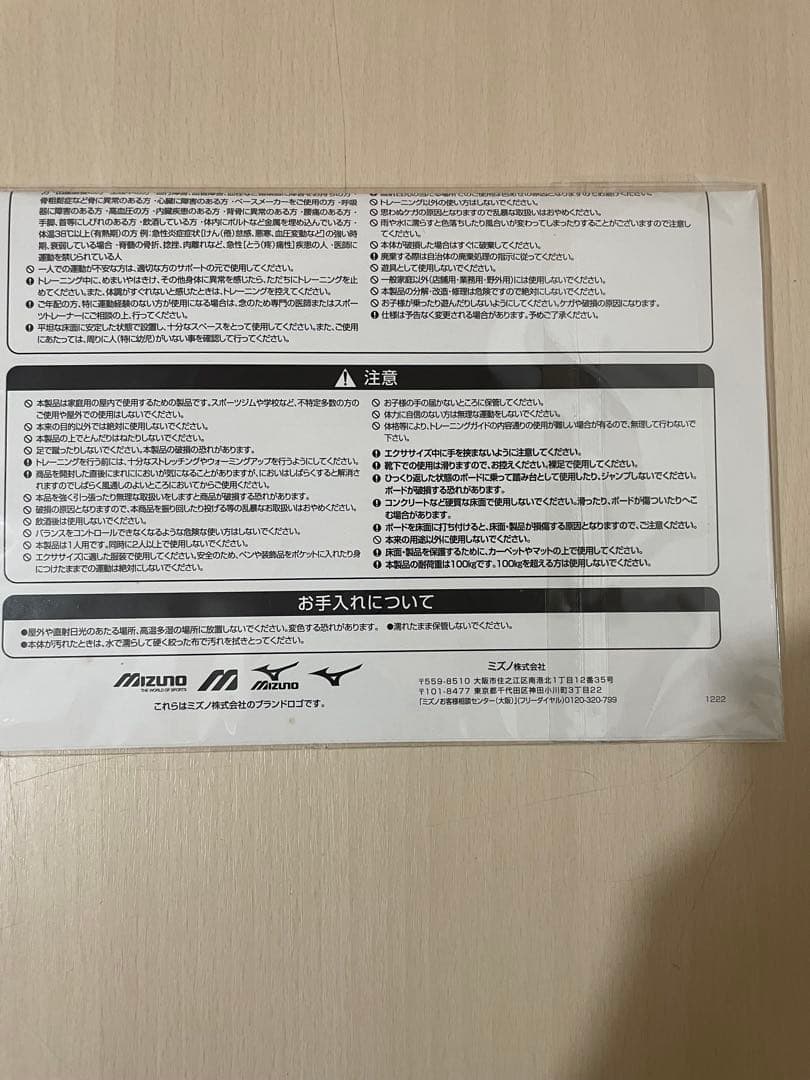 骨粗鬆症など骨に異常のある方・心臓に障害のある方・ペースメーカーをご使用の方・呼吸
器に障害のある方・高血圧の方・内臓疾患のある方・背骨に異常のある方・腰痛のある方・
手脚、首等にしびれのある方・飲酒している方・体内にボルトなど金属を埋め込んでいる方・
体温38℃以上(有熱期)の方 例:急性炎症症状([けん(倦)怠感、悪寒、血圧変動など]の強い時
期、衰弱している場合・脊髄の骨折、捻挫、肉離れなど、急性[とう(疼)痛性]疾患の人・医師に
運動を禁じられている人
一人での運動が不安な方は、適切な方のサポートの元で使用してください。
トレーニング中に、めまいやはきけ、その他身体に異常を感じたら、ただちにトレーニングを止
めてください。また、体調がすぐれないと感じたときは、トレーニングを控えてください。
ご年配の方、特に運動経験のない方が使用になる場合は、念のため専門の医師またはスポー
ツトレーナーにご相談の上、行ってください。
平坦な床面に安定した状態で設置し、十分なスペースをとって使用してください。また、ご使用
にあたっては、周りに人(特に幼児)がいない事を確認して行ってください。
トレーニング以外の使い方はしないでください。
思わぬケガの原因となりますので乱暴な取扱いはおやめください。
雨や水に濡らすと色落ちしたり風合いが変わってしまったりすることがございますので注意し
てください。
本体が破損した場合はすぐに破棄してください。
廃棄する際は自治体の廃棄処理の指示に従ってください。
遊具として使用しないでください。
一般家庭以外(店舗用・業務用・野外用)には使用しないでください。
本製品の分解・改造・修理は危険ですので絶対にしないでください。
お子様が乗ったり遊んだりしないようにしてください。ケガや破損の原因になります。
仕様は予告なく変更される場合があります。予めご了承ください。
注意
本製品は家庭用の屋内で使用するための製品です。スポーツジムや学校など、不特定多数の方の
ご使用や屋外での使用はしないでください。
本来の目的以外では絶対に使用しないでください。
本製品の上でとんだりはねたりしないでください。
足で蹴ったりしないでください。本製品の破損の恐れがあります。
トレーニングを行う前には、十分なストレッチングやウォーミングアップを行うようにしてください。
商品を開封した直後にまれににおいが気になることがありますが、においはしばらくすると解消さ
れますのでしばらく風通しのよいところにおいてからご使用ください。
本品を強く引っ張ったり無理な取扱いをしますと商品が破損する恐れがあります。
破損の原因となりますので、本商品を振り回したり投げる等の乱暴なお取扱いはおやめください。
飲酒後は使用しないでください。
バランスをコントロールできなくなるような危険な使い方はしないでください。
本製品は1人用です。同時に2人以上で使用しないでください。
エクササイズに適した服装で使用してください。安全のため、ペンや装飾品をポケットに入れたり身
につけたままでの運動は絶対にしないでください。
お子様の手の届かないところに保管してください。
体力に自信のない方は無理な運動をしないでください。
体格等により、トレーニングガイドの内容通りの使用が難しい場合が有るので、無理して行わないで
下さい。
エクササイズ中に手を挟まないように注意してください。
靴下での使用は滑りますので、お控えください。裸足で使用してください。
ひっくり返した状態のボードに乗って踏み台として使用したり、ジャンプしないでください。
ボードが破損する恐れがあります。
コンクリートなど硬質な床面で使用しないでください。滑ったり、ボードが傷ついたりへこ
む場合があります。
ボードを床面に打ち付けると、床面・製品が損傷する原因となりますので、ご注意ください。
本来の用途以外に使用しないでください。
床面・製品を保護するために、カーペットやマットの上で使用してください。
本製品の耐荷重は100kgです。100kgを超える方は使用しないでください。
お手入れについて
●屋外や直射日光のあたる場所、高温多湿の場所に放置しないでください。変色する恐れがあります。 ●濡れたまま保管しないでください。
●本体が汚れたときは、水で濡らして硬く絞った布で汚れを拭きとってください。
MIZUNO
THE WORLD OF SPORTS
MIZUNO
これらはミズノ株式会社のブランドロゴです。
ミズノ株式会社
〒559-8510 大阪市住之江区南港北1丁目12番35号
〒101-8477 東京都千代田区神田小川町3丁目22
「ミズノお客様相談センター(大阪)」(フリーダイヤル)0120-320-799
1222